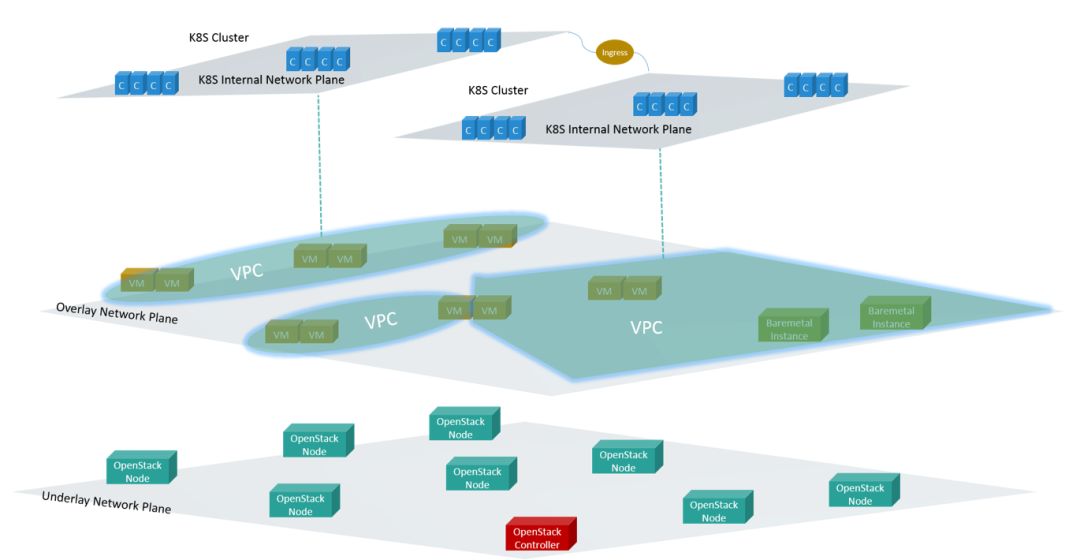 K8S Cluster
C C C C
C C C C
C C C C
K8S Internal Network Plane
Ingress
K8S Cluster
C C C C
C C C C
C C C C
K8S Internal Network Plane
VM VM
VM VM
VM VM
VPC
Overlay Network Plane
VM VM
VM VM
VPC
VM VM
VPC
Baremetal
Instance
Baremetal
Instance
OpenStack
Node
OpenStack
Node
OpenStack
Node
OpenStack
Node
OpenStack
Node
OpenStack
Node
OpenStack
Node
OpenStack
Node
Underlay Network Plane
OpenStack
Controller